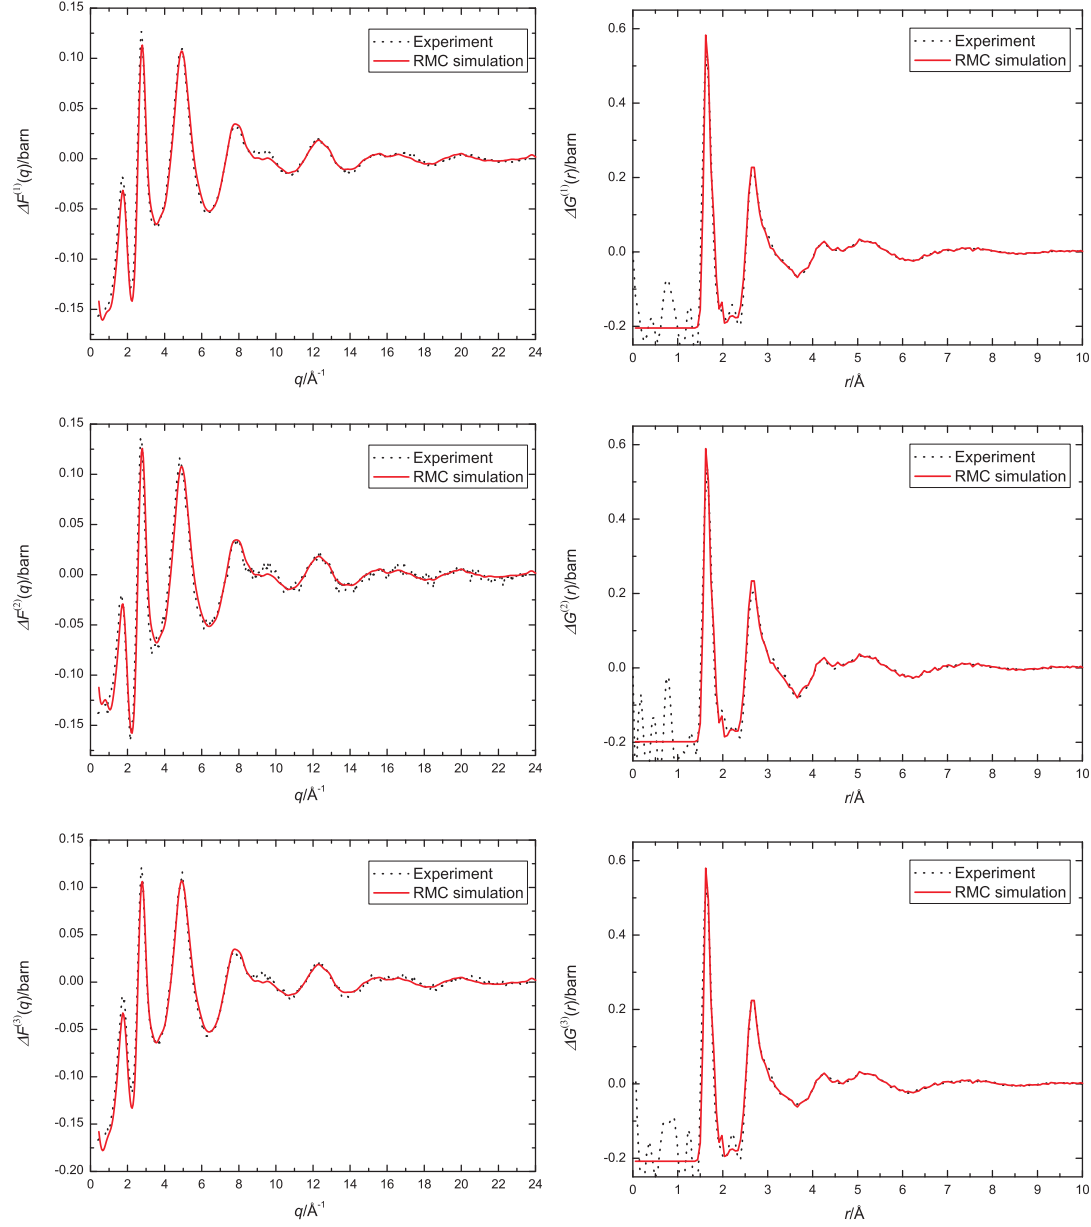 0.15
0.10
0.05
0.00
-0.05
-0.10
-0.15
ΔF(1)(q)/barn
Experiment
RMC simulation
0 2 4 6 8 10 12 14 16 18 20 22 24
q/Å-1
0.6
0.4
0.2
0.0
-0.2
ΔG(1)(r)/barn
Experiment
RMC simulation
0 1 2 3 4 5 6 7 8 9 10
r/Å
0.15
0.10
0.05
0.00
-0.05
-0.10
-0.15
ΔF(2)(q)/barn
Experiment
RMC simulation
0 2 4 6 8 10 12 14 16 18 20 22 24
q/Å-1
0.6
0.4
0.2
0.0
-0.2
ΔG(2)(r)/barn
Experiment
RMC simulation
0 1 2 3 4 5 6 7 8 9 10
r/Å
0.15
0.10
0.05
0.00
-0.05
-0.10
-0.15
-0.20
ΔF(3)(q)/barn
Experiment
RMC simulation
0 2 4 6 8 10 12 14 16 18 20 22 24
q/Å-1
0.6
0.4
0.2
0.0
-0.2
ΔG(3)(r)/barn
Experiment
RMC simulation
0 1 2 3 4 5 6 7 8 9 10
r/Å